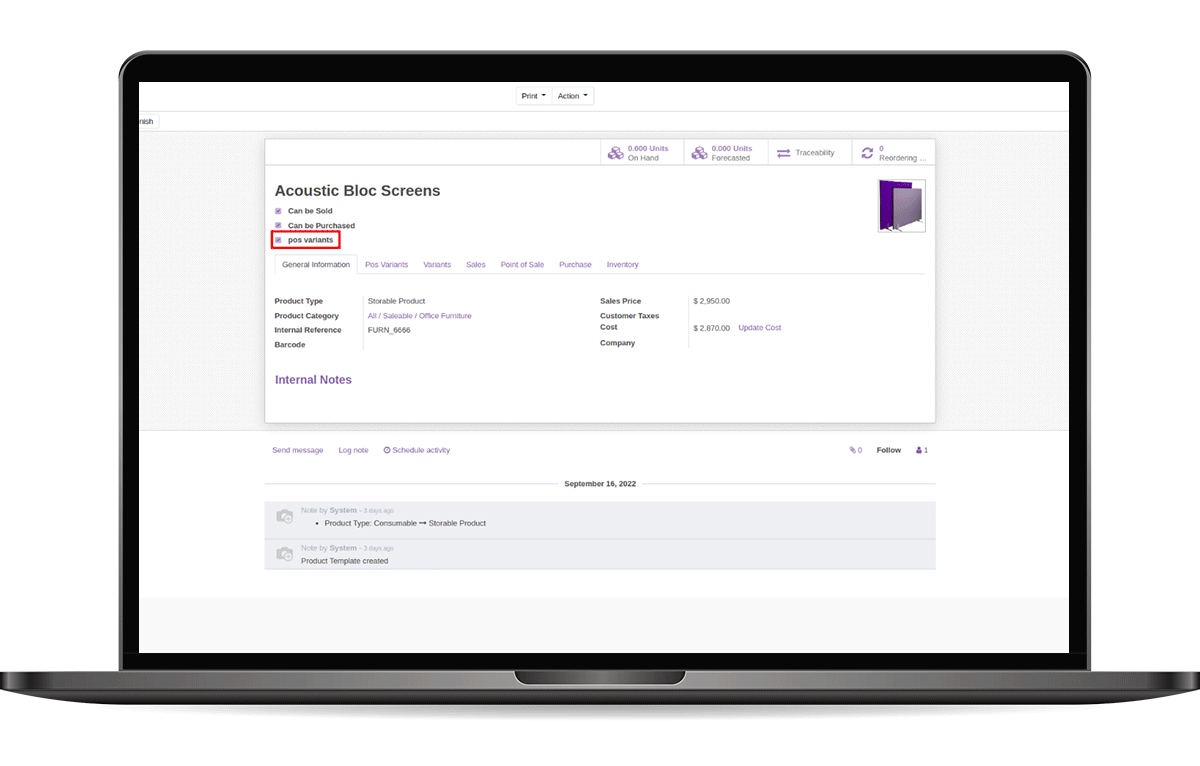 Print Action
nish
0.000 Units
On Hand
0.000 Units
Forecasted
Traceability
0
Reordering ...
Acoustic Bloc Screens
Can be Sold
Can be Purchased
pos variants
General Information Pos Variants Variants Sales Point of Sale Purchase Inventory
Product Type Storable Product
Product Category All / Saleable / Office Furniture
Internal Reference FURN_6666
Barcode
Sales Price $ 2,950.00
Customer Taxes
Cost $ 2,870.00 Update Cost
Company
Internal Notes
Send message Log note Schedule activity 0 Follow 1
September 16, 2022
Note by System - 3 days ago
• Product Type: Consumable → Storable Product
Note by System - 3 days ago
Product Template created